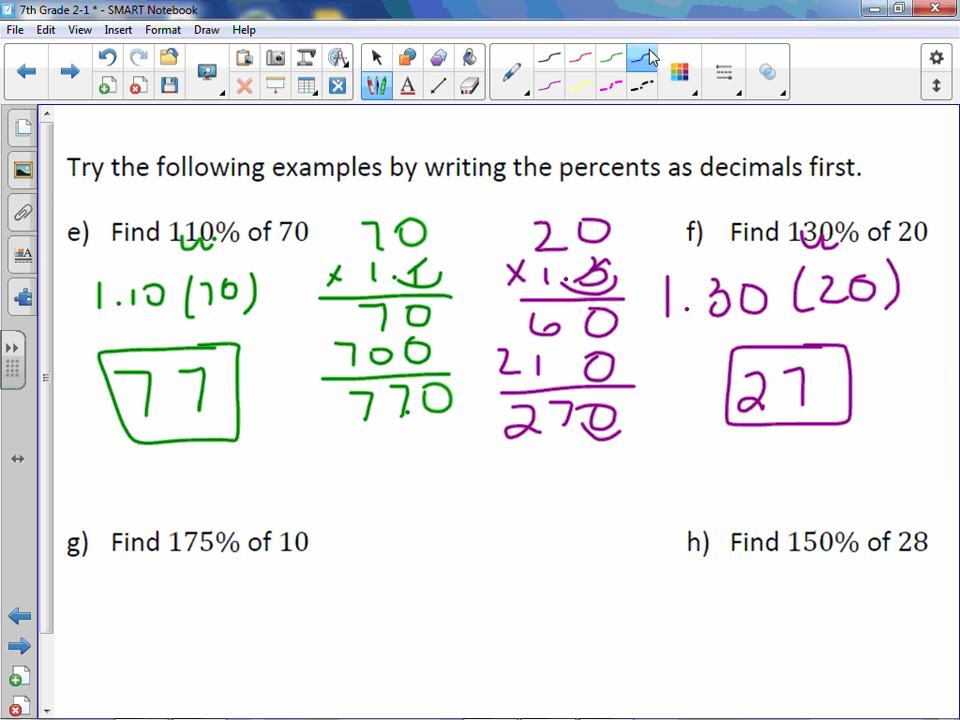 7th Grade 2-1 * - SMART Notebook
File Edit View Insert Format Draw Help
Try the following examples by writing the percents as decimals first.
e) Find 110% of 70
1.10 (70)
77
70
× 1.1
70
700
77.0
20
× 1.3
60
210
270
f) Find 130% of 20
1.30 (20)
27
g) Find 175% of 10
h) Find 150% of 28